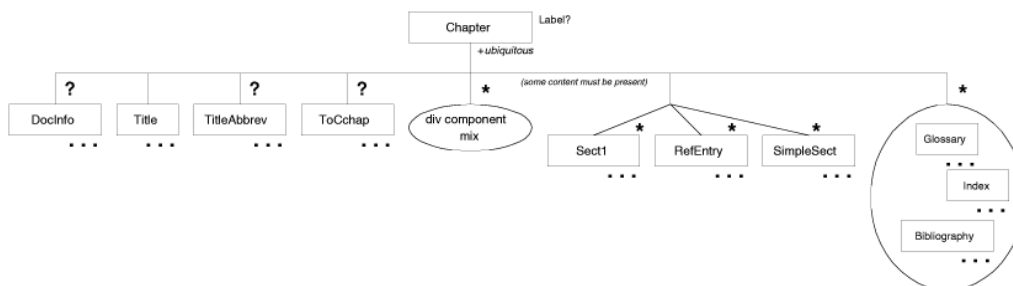 Chapter
Label?
+ubiquitous
(some content must be present)
? ? ? * *
DocInfo Title TitleAbbrev ToCchap
div component
mix
* * *
Sect1 RefEntry SimpleSect
Glossary
Index
Bibliography